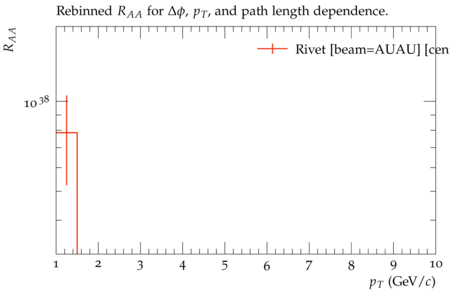 Rebinned R_AA for Δϕ, p_T, and path length dependence.
R_AA
Rivet [beam=AUAU] [cen
10^38
1 2 3 4 5 6 7 8 9 10
p_T (GeV/c)